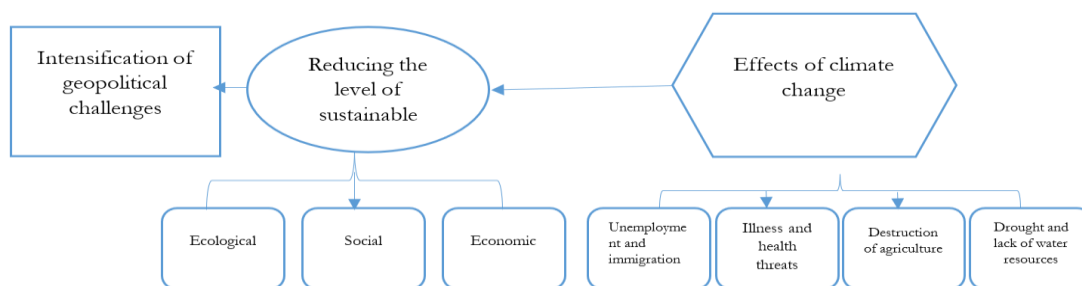 Intensification of
geopolitical
challenges
Reducing the
level of
sustainable
Effects of climate
change
Ecological
Social
Economic
Unemployme
nt and
immigration
Illness and
health
threats
Destruction
of agriculture
Drought and
lack of water
resources